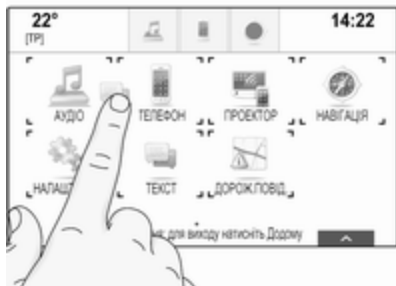 22°
14:22
[TP]
АУДІО
ТЕЛЕФОН
ПРОЕКТОР
НАВІГАЦІЯ
ТЕКСТ
ДОРОЖ.ПОВІД.
для виходу натисніть Додому